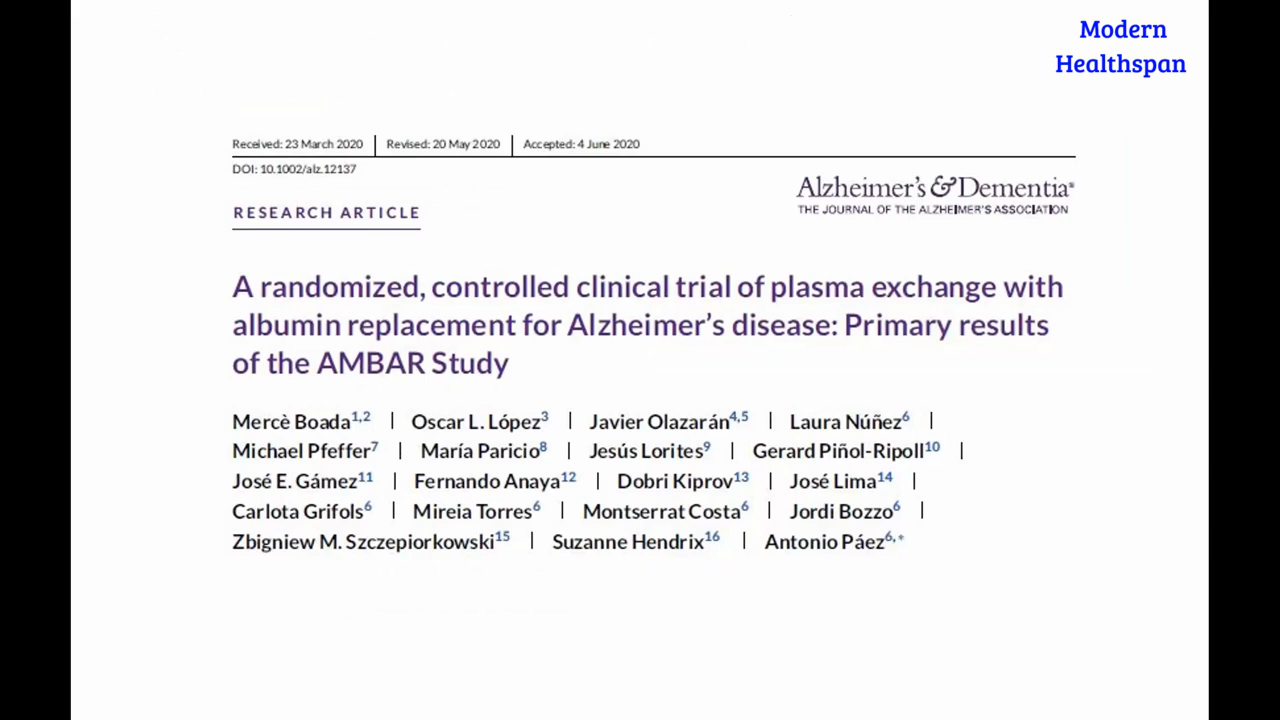 Modern
Healthspan
Received: 23 March 2020 | Revised: 20 May 2020 | Accepted: 4 June 2020
DOI: 10.1002/alz.12137
Alzheimer's & Dementia®
THE JOURNAL OF THE ALZHEIMER'S ASSOCIATION
RESEARCH ARTICLE
A randomized, controlled clinical trial of plasma exchange with
albumin replacement for Alzheimer's disease: Primary results
of the AMBAR Study
Mercè Boada1,2 | Oscar L. López3 | Javier Olazarán4,5 | Laura Núñez6 |
Michael Pfeffer7 | María Paricio8 | Jesús Lorites9 | Gerard Piñol-Ripoll10 |
José E. Gámez11 | Fernando Anaya12 | Dobri Kiprov13 | José Lima14 |
Carlota Grifols6 | Mireia Torres6 | Montserrat Costa6 | Jordi Bozzo6 |
Zbigniew M. Szczepiorkowski15 | Suzanne Hendrix16 | Antonio Páez6,*